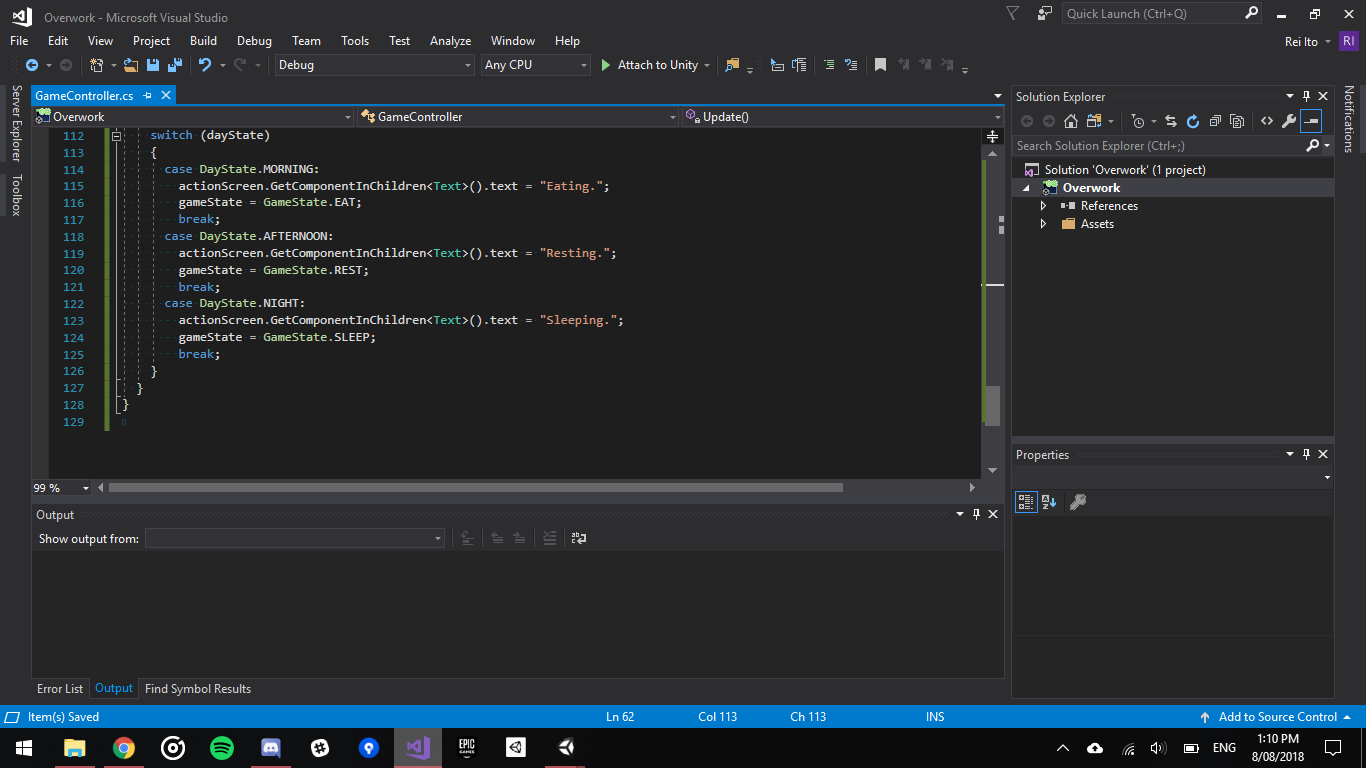 Overwork - Microsoft Visual Studio
Quick Launch (Ctrl+Q)
File Edit View Project Build Debug Team Tools Test Analyze Window Help
Rei Ito RI
Debug Any CPU Attach to Unity
Server Explorer
Toolbox
GameController.cs
Overwork GameController Update()
112 switch (dayState)
113 {
114 case DayState.MORNING:
115 actionScreen.GetComponentInChildren<Text>().text = "Eating.";
116 gameState = GameState.EAT;
117 break;
118 case DayState.AFTERNOON:
119 actionScreen.GetComponentInChildren<Text>().text = "Resting.";
120 gameState = GameState.REST;
121 break;
122 case DayState.NIGHT:
123 actionScreen.GetComponentInChildren<Text>().text = "Sleeping.";
124 gameState = GameState.SLEEP;
125 break;
126 }
127 }
128 }
129
99 %
Output
Show output from:
Error List Output Find Symbol Results
Solution Explorer
Search Solution Explorer (Ctrl+;)
Solution 'Overwork' (1 project)
Overwork
References
Assets
Properties
Notifications
Item(s) Saved Ln 62 Col 113 Ch 113 INS Add to Source Control
EPIC GAMES
ENG
1:10 PM
8/08/2018